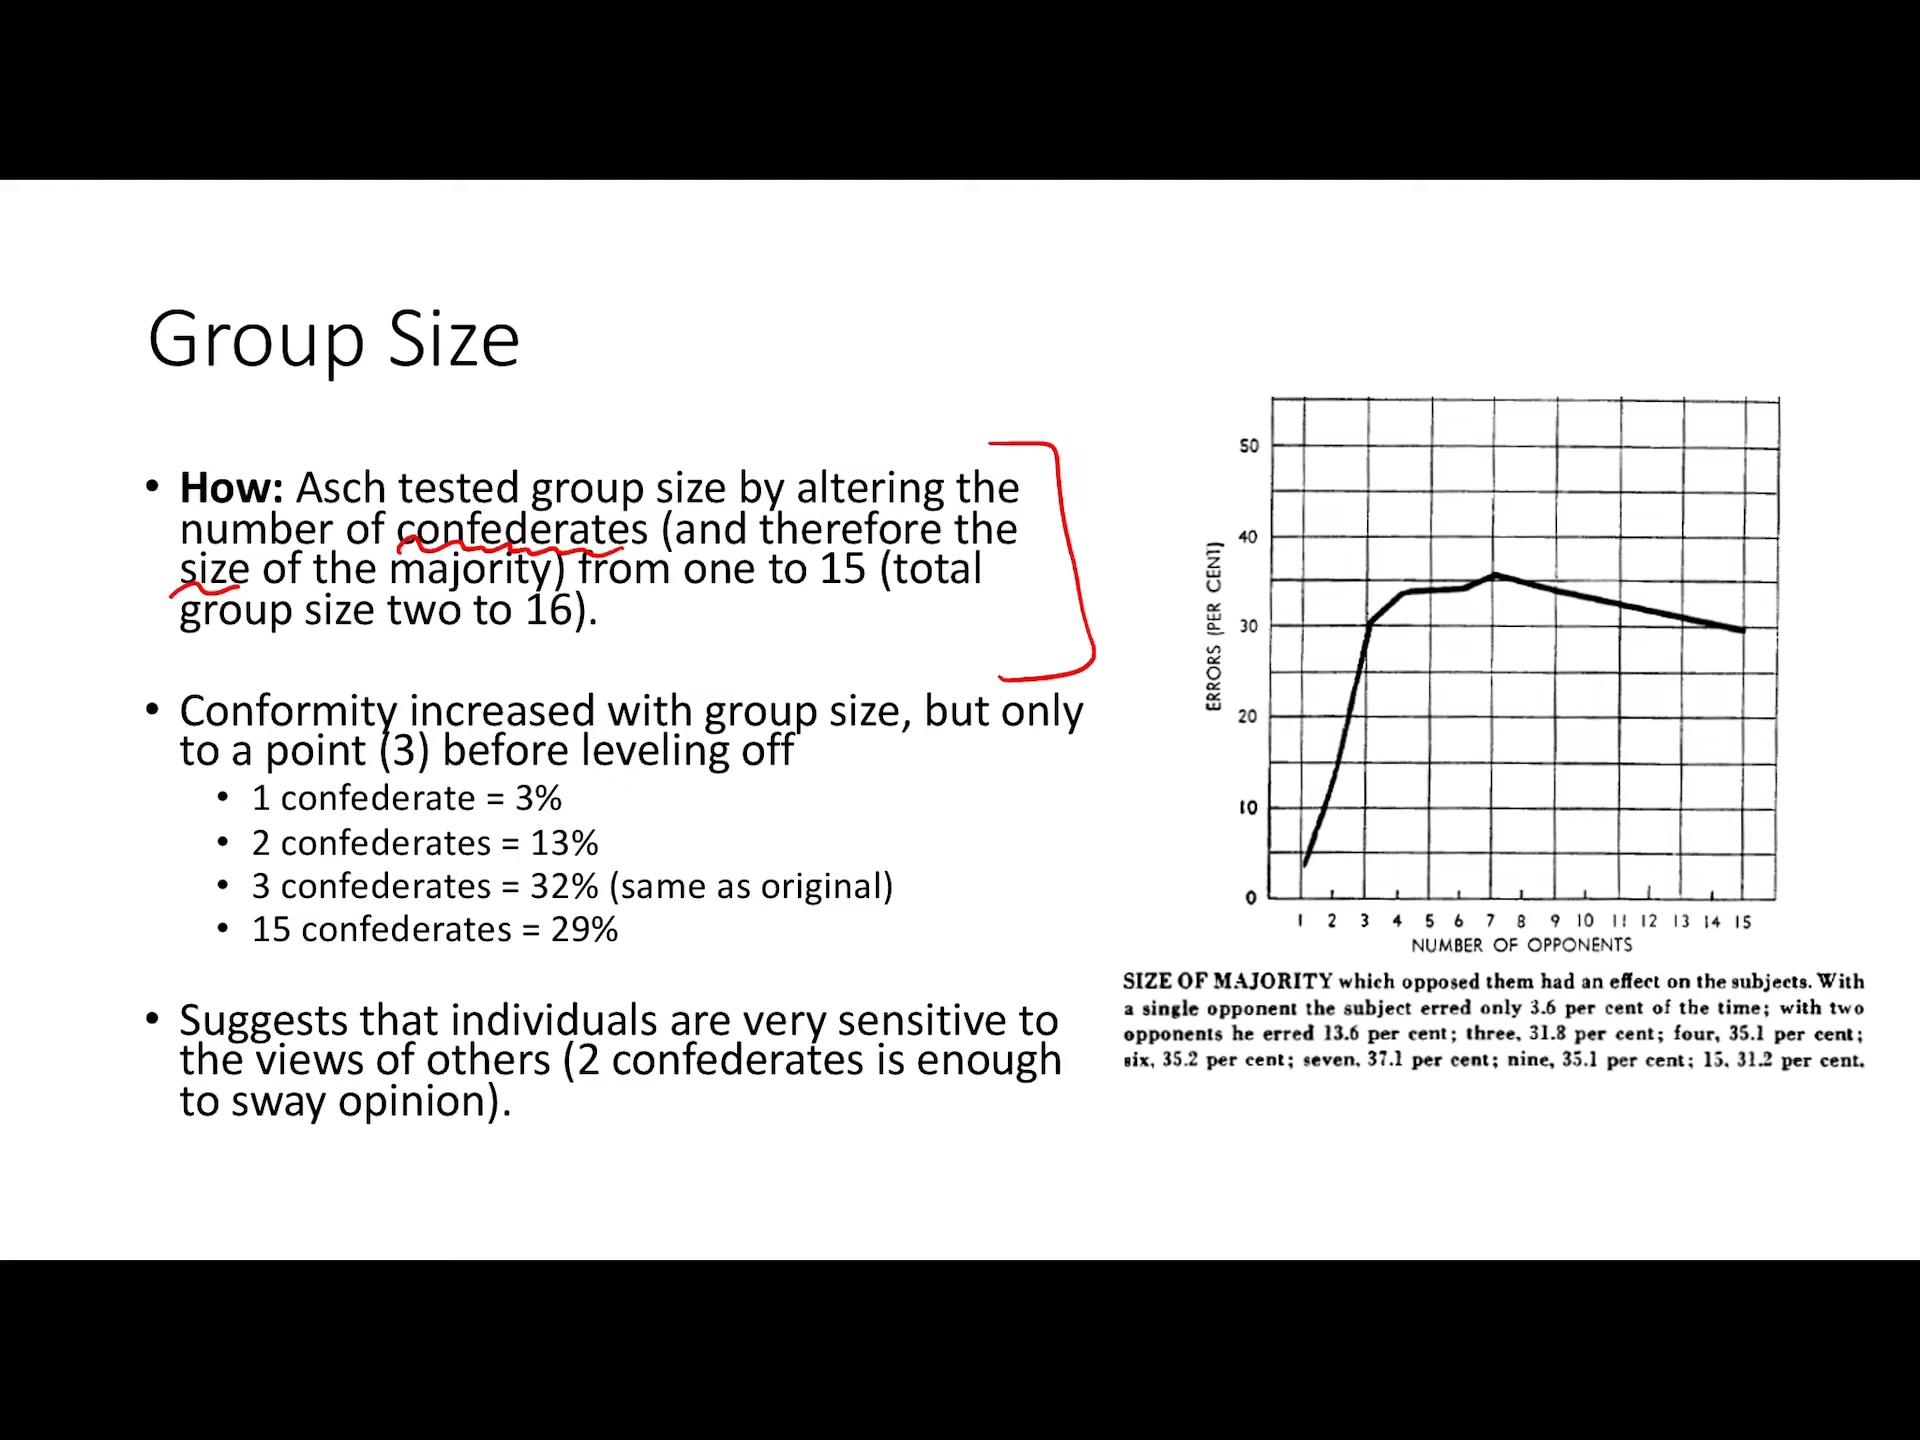 Group Size
• How: Asch tested group size by altering the
number of confederates (and therefore the
size of the majority) from one to 15 (total
group size two to 16).
• Conformity increased with group size, but only
to a point (3) before leveling off
• 1 confederate = 3%
• 2 confederates = 13%
• 3 confederates = 32% (same as original)
• 15 confederates = 29%
• Suggests that individuals are very sensitive to
the views of others (2 confederates is enough
to sway opinion).
ERRORS (PER CENT)
50
40
30
20
10
0
1 2 3 4 5 6 7 8 9 10 11 12 13 14 15
NUMBER OF OPPONENTS
SIZE OF MAJORITY which opposed them had an effect on the subjects. With
a single opponent the subject erred only 3.6 per cent of the time; with two
opponents he erred 13.6 per cent; three, 31.8 per cent; four, 35.1 per cent;
six, 35.2 per cent; seven, 37.1 per cent; nine, 35.1 per cent; 15, 31.2 per cent.